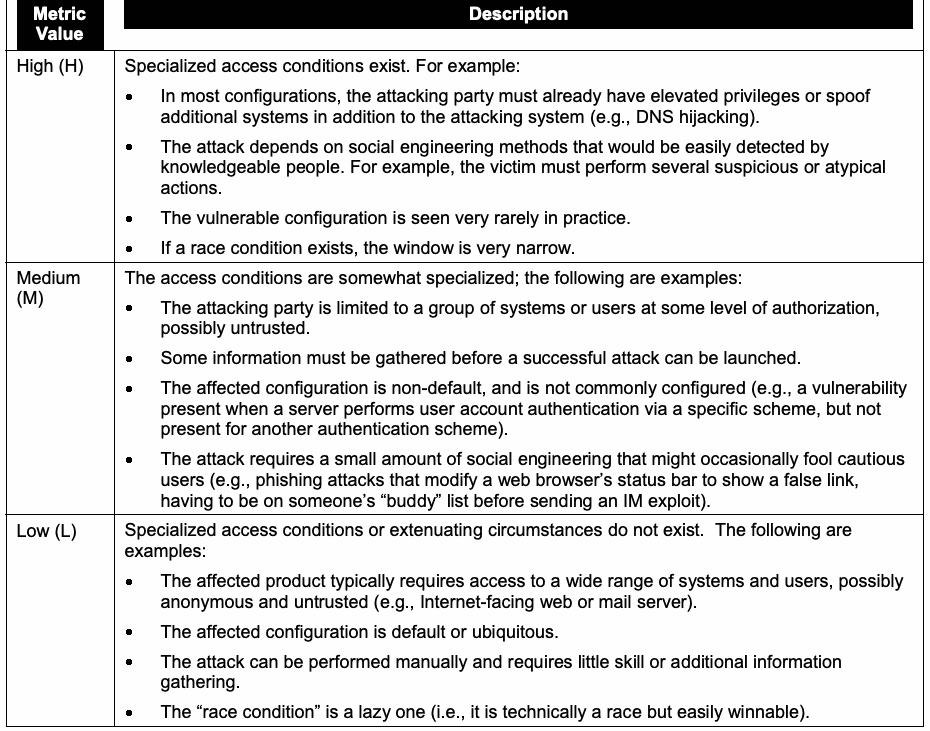 Metric
Value
Description
High (H)
Specialized access conditions exist. For example:
• In most configurations, the attacking party must already have elevated privileges or spoof
additional systems in addition to the attacking system (e.g., DNS hijacking).
• The attack depends on social engineering methods that would be easily detected by
knowledgeable people. For example, the victim must perform several suspicious or atypical
actions.
• The vulnerable configuration is seen very rarely in practice.
• If a race condition exists, the window is very narrow.
Medium
(M)
The access conditions are somewhat specialized; the following are examples:
• The attacking party is limited to a group of systems or users at some level of authorization,
possibly untrusted.
• Some information must be gathered before a successful attack can be launched.
• The affected configuration is non-default, and is not commonly configured (e.g., a vulnerability
present when a server performs user account authentication via a specific scheme, but not
present for another authentication scheme).
• The attack requires a small amount of social engineering that might occasionally fool cautious
users (e.g., phishing attacks that modify a web browser’s status bar to show a false link,
having to be on someone’s “buddy” list before sending an IM exploit).
Low (L)
Specialized access conditions or extenuating circumstances do not exist.  The following are
examples:
• The affected product typically requires access to a wide range of systems and users, possibly
anonymous and untrusted (e.g., Internet-facing web or mail server).
• The affected configuration is default or ubiquitous.
• The attack can be performed manually and requires little skill or additional information
gathering.
• The “race condition” is a lazy one (i.e., it is technically a race but easily winnable).